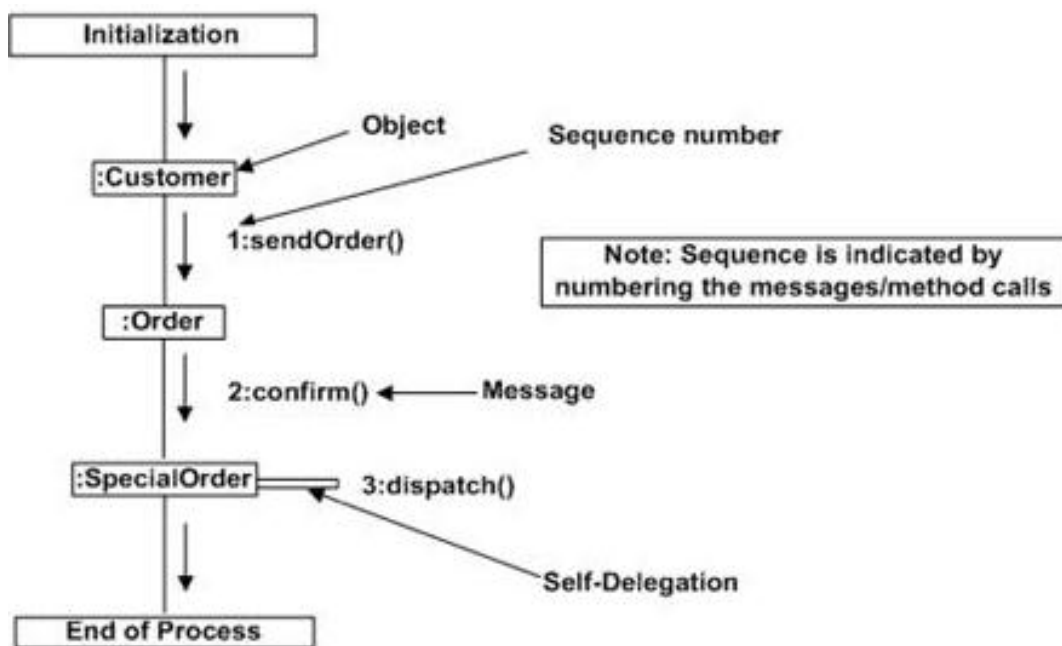 Initialization
Object
Sequence number
:Customer
1:sendOrder()
Note: Sequence is indicated by
numbering the messages/method calls
:Order
2:confirm()
Message
:SpecialOrder
3:dispatch()
Self-Delegation
End of Process